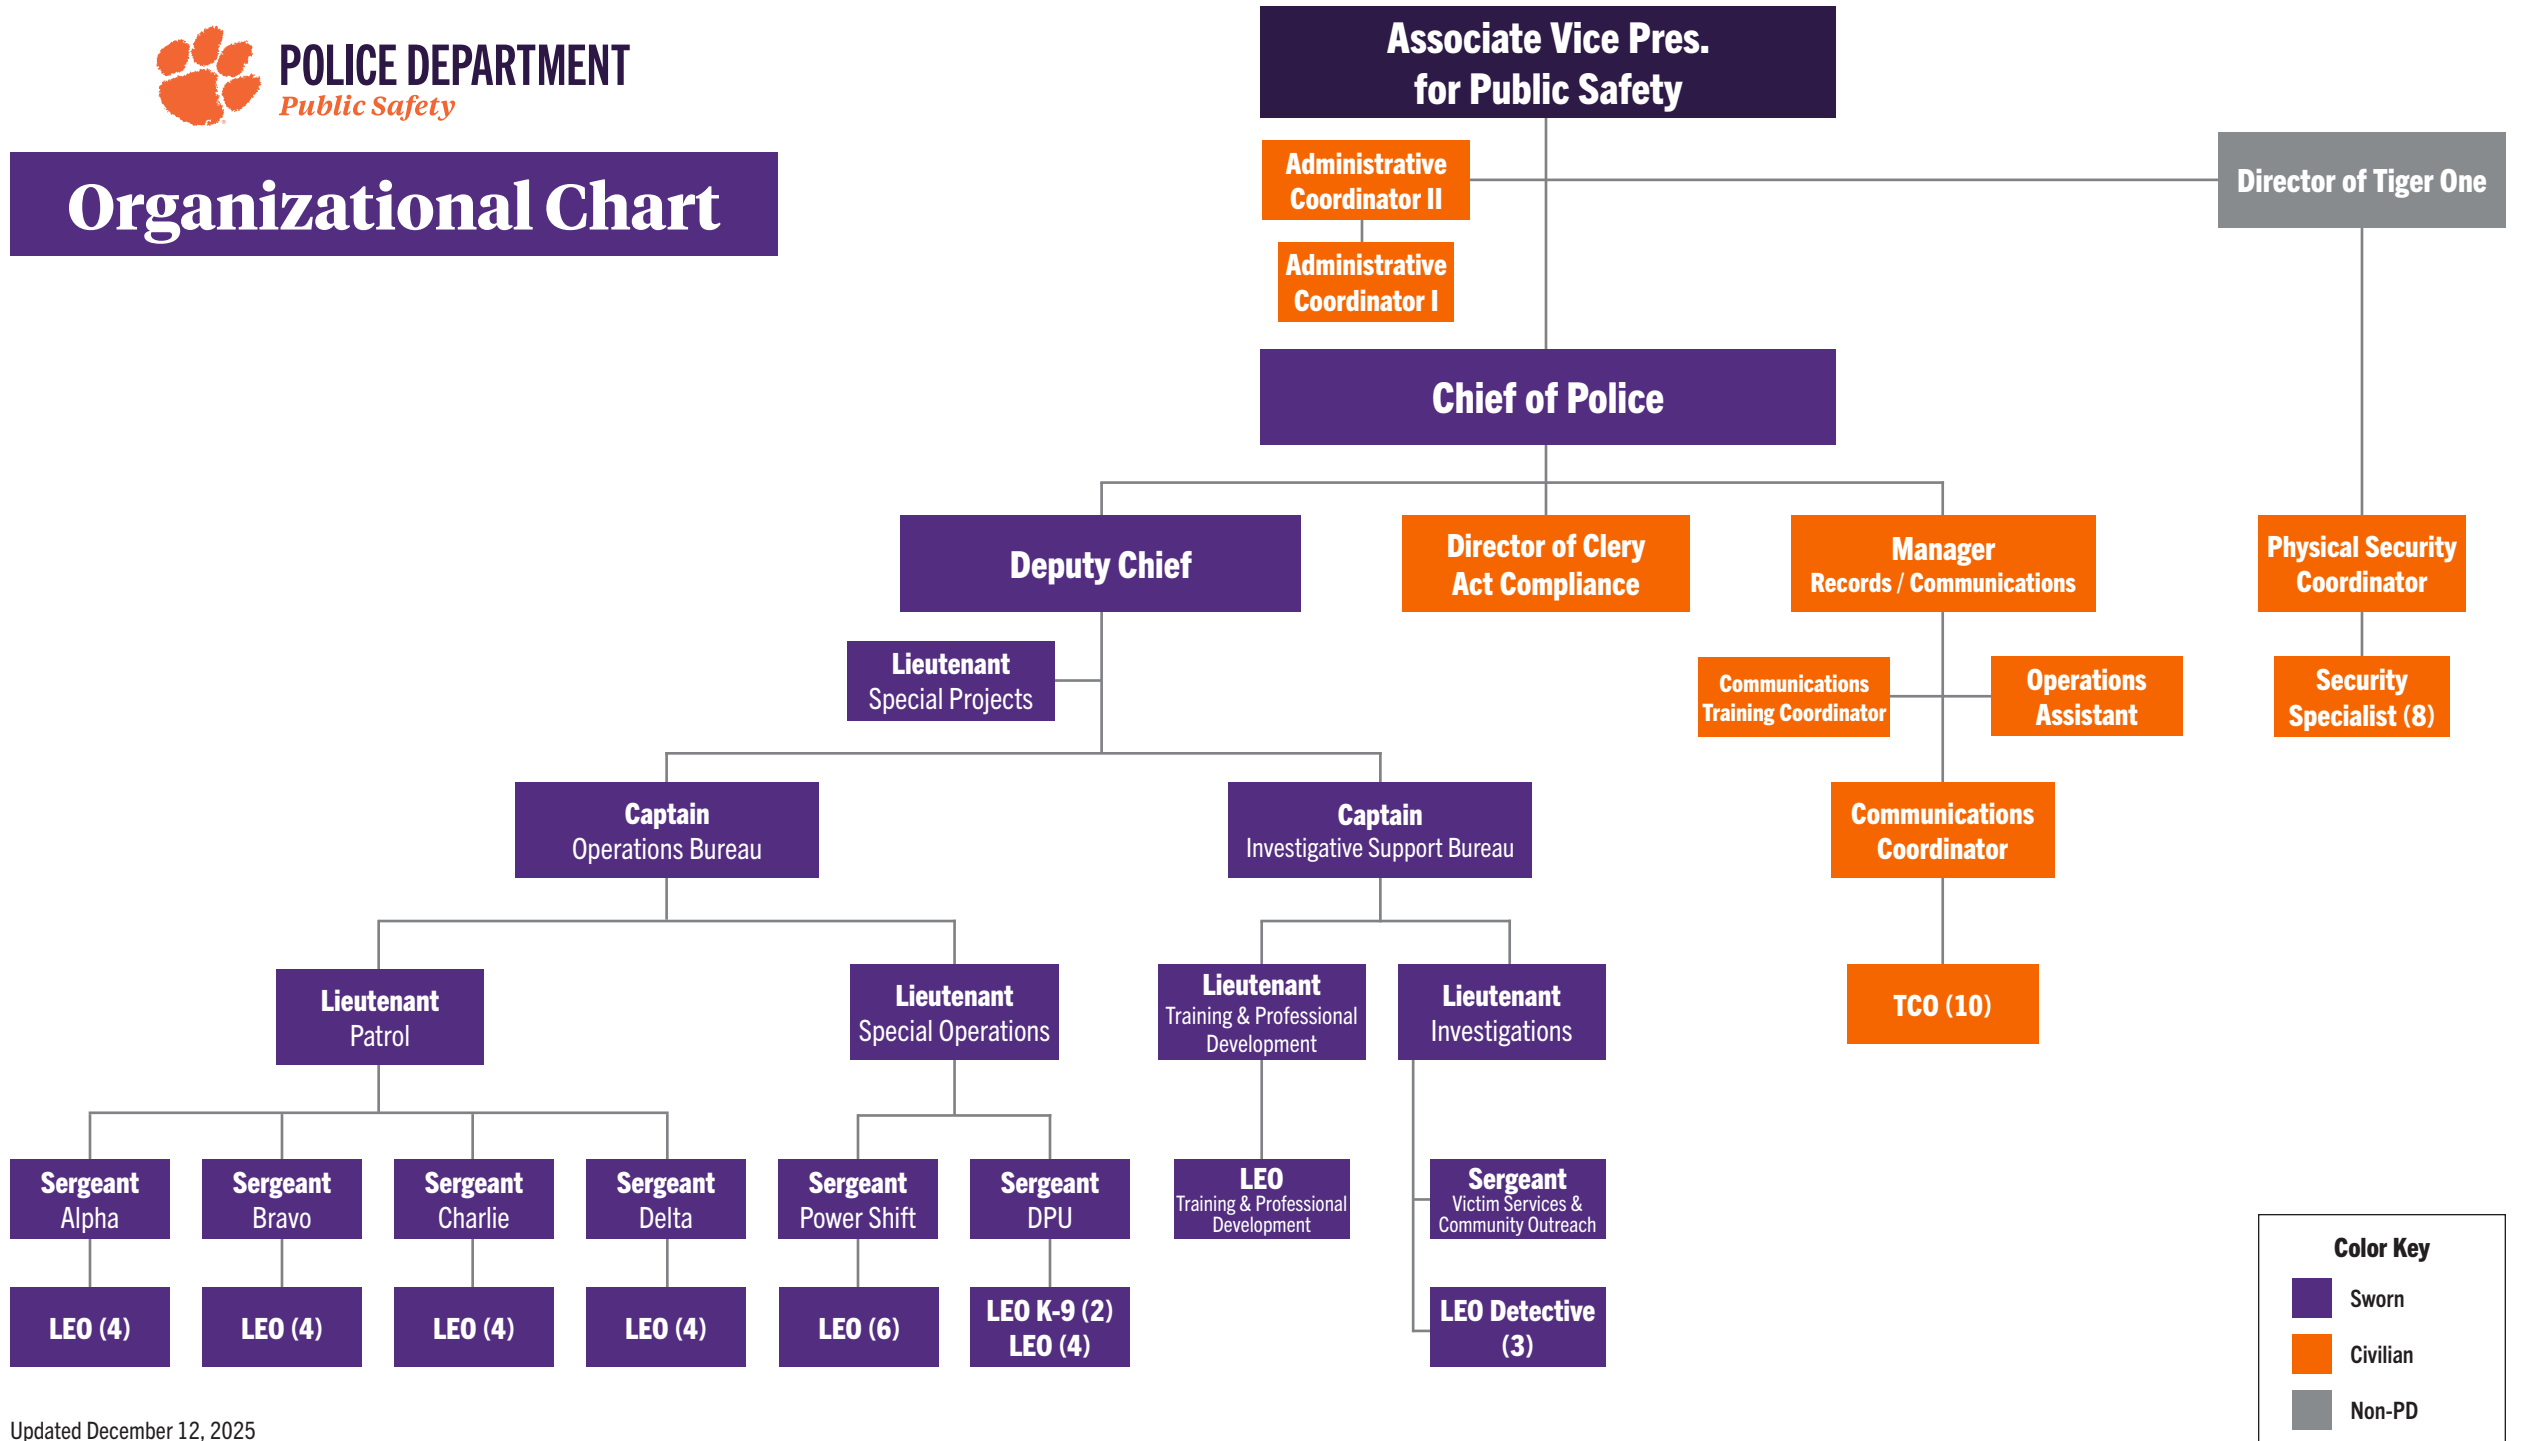 POLICE DEPARTMENT
Public Safety
Organizational Chart
Associate Vice Pres.
for Public Safety
Administrative
Coordinator II
Director of Tiger One
Administrative
Coordinator I
Chief of Police
Deputy Chief
Director of Clery
Act Compliance
Manager
Records / Communications
Physical Security
Coordinator
Lieutenant
Special Projects
Communications
Training Coordinator
Operations
Assistant
Security
Specialist (8)
Captain
Operations Bureau
Captain
Investigative Support Bureau
Communications
Coordinator
Lieutenant
Patrol
Lieutenant
Special Operations
Lieutenant
Training & Professional
Development
Lieutenant
Investigations
TCO (10)
Sergeant
Alpha
Sergeant
Bravo
Sergeant
Charlie
Sergeant
Delta
Sergeant
Power Shift
Sergeant
DPU
LEO
Training & Professional
Development
Sergeant
Victim Services &
Community Outreach
LEO (4)
LEO (4)
LEO (4)
LEO (4)
LEO (6)
LEO K-9 (2)
LEO (4)
LEO Detective
(3)
Color Key
Sworn
Civilian
Non-PD
Updated December 12, 2025